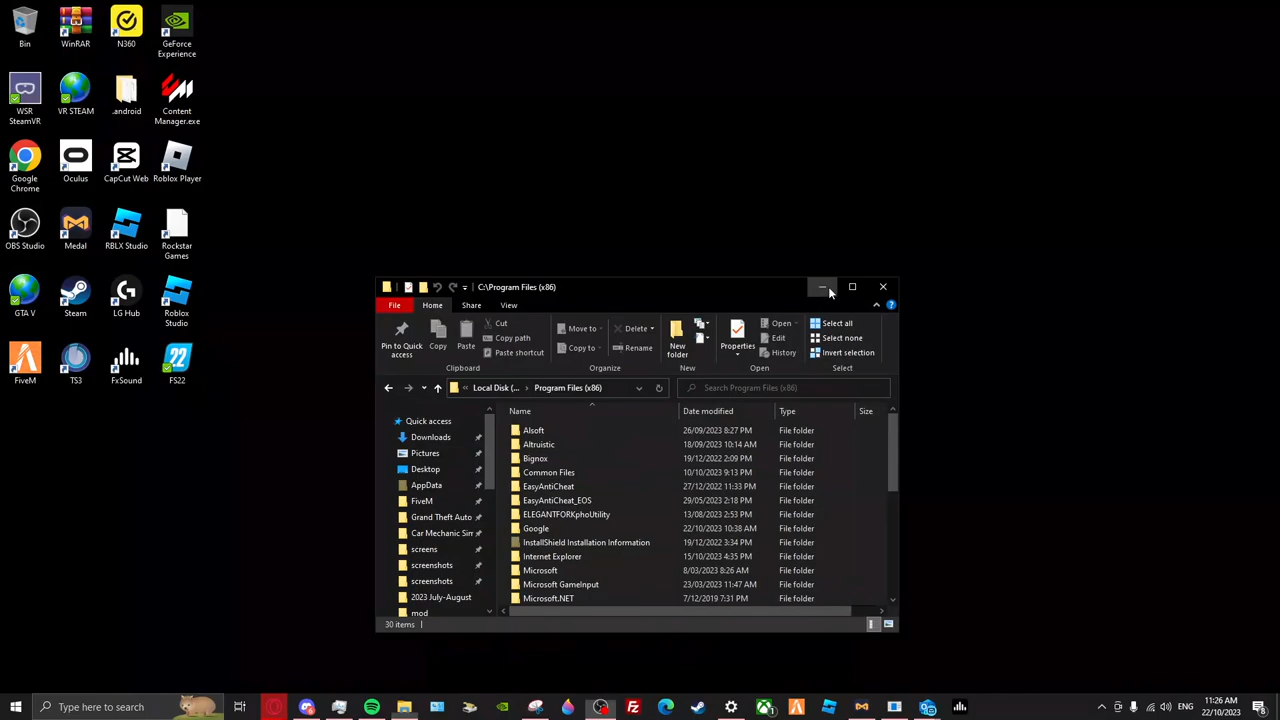 Bin
WinRAR
N360
GeForce
Experience
WSR
SteamVR
VR STEAM
.android
Content
Manager.exe
Google
Chrome
Oculus
CapCut Web
Roblox Player
OBS Studio
Medal
RBLX Studio
Rockstar
Games
GTA V
Steam
LG Hub
Roblox
Studio
FiveM
TS3
FxSound
FS22
C:\Program Files (x86)
File
Home
Share
View
Pin to Quick
access
Copy
Paste
Cut
Copy path
Paste shortcut
Clipboard
Move to
Copy to
Delete
Rename
Organize
New
folder
New
Properties
Open
Edit
History
Open
Select all
Select none
Invert selection
Select
« Local Disk (... › Program Files (x86)
Search Program Files (x86)
Quick access
Downloads
Pictures
Desktop
AppData
FiveM
Grand Theft Auto
Car Mechanic Sim
screens
screenshots
screenshots
2023 July-August
mod
Name Date modified Type Size
Alsoft 26/09/2023 8:27 PM File folder
Altruistic 18/09/2023 10:14 AM File folder
Bignox 19/12/2022 2:09 PM File folder
Common Files 10/10/2023 9:13 PM File folder
EasyAntiCheat 27/12/2022 11:33 PM File folder
EasyAntiCheat_EOS 29/05/2023 2:18 PM File folder
ELEGANTFORKphoUtility 13/08/2023 2:53 PM File folder
Google 22/10/2023 10:38 AM File folder
InstallShield Installation Information 19/12/2022 3:34 PM File folder
Internet Explorer 15/10/2023 4:35 PM File folder
Microsoft 8/03/2023 8:26 AM File folder
Microsoft GameInput 23/03/2023 11:47 AM File folder
Microsoft.NET 7/12/2019 7:31 PM File folder
30 items
Type here to search
ENG
11:26 AM
22/10/2023